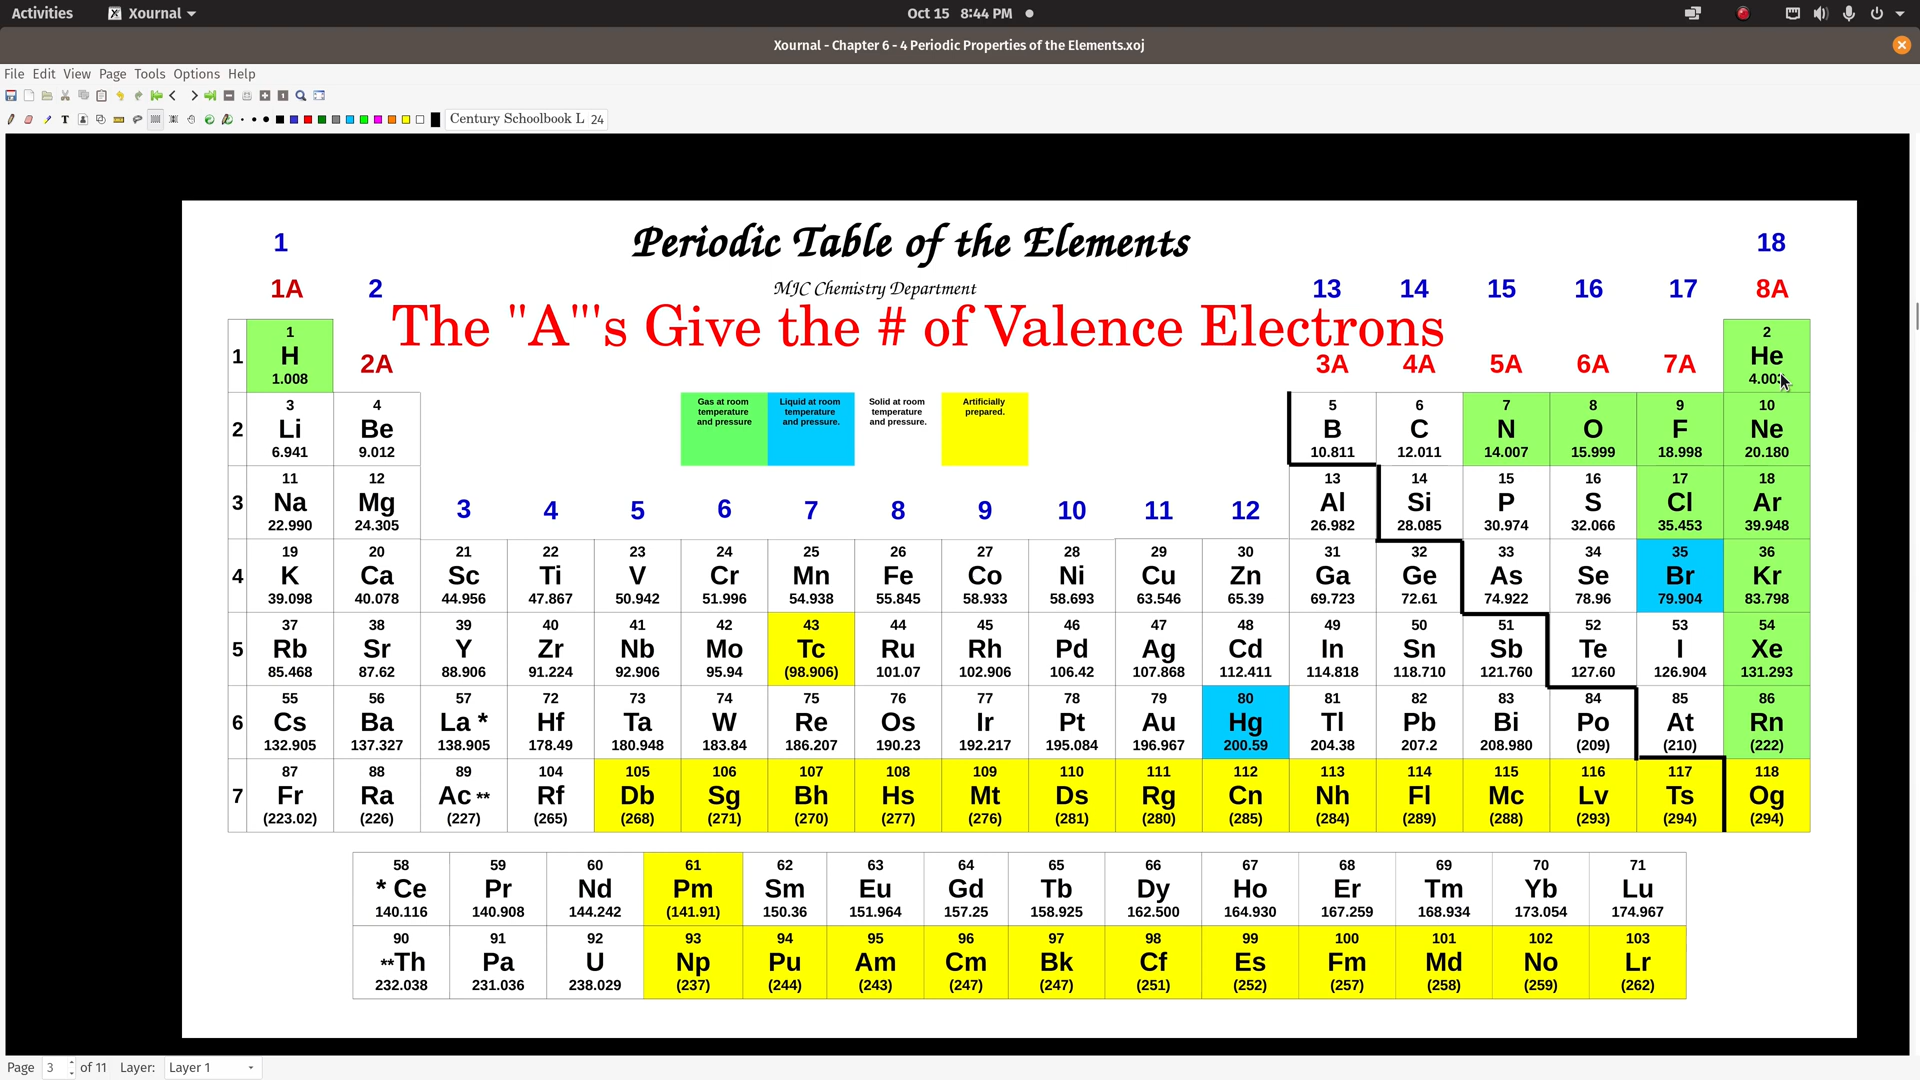 Activities Xournal Oct 15 8:44 PM
Xournal - Chapter 6 - 4 Periodic Properties of the Elements.xoj
File Edit View Page Tools Options Help
Century Schoolbook L 24
1 Periodic Table of the Elements 18
1A 2 MJC Chemistry Department 13 14 15 16 17 8A
The "A"'s Give the # of Valence Electrons
2A 3A 4A 5A 6A 7A
1 2
1 H He
1.008
Gas at room temperature and pressure
Liquid at room temperature and pressure.
Solid at room temperature and pressure.
Artificially prepared.
3 4 5 6 7 8 9 10
2 Li Be B C N O F Ne
6.941 9.012 10.811 12.011 14.007 15.999 18.998 20.180
11 12 13 14 15 16 17 18
3 Na Mg 3 4 5 6 7 8 9 10 11 12 Al Si P S Cl Ar
22.990 24.305 26.982 28.085 30.974 32.066 35.453 39.948
19 20 21 22 23 24 25 26 27 28 29 30 31 32 33 34 35 36
4 K Ca Sc Ti V Cr Mn Fe Co Ni Cu Zn Ga Ge As Se Br Kr
39.098 40.078 44.956 47.867 50.942 51.996 54.938 55.845 58.933 58.693 63.546 65.39 69.723 72.61 74.922 78.96 79.904 83.798
37 38 39 40 41 42 43 44 45 46 47 48 49 50 51 52 53 54
5 Rb Sr Y Zr Nb Mo Tc Ru Rh Pd Ag Cd In Sn Sb Te I Xe
85.468 87.62 88.906 91.224 92.906 95.94 (98.906) 101.07 102.906 106.42 107.868 112.411 114.818 118.710 121.760 127.60 126.904 131.293
55 56 57 72 73 74 75 76 77 78 79 80 81 82 83 84 85 86
6 Cs Ba La * Hf Ta W Re Os Ir Pt Au Hg Tl Pb Bi Po At Rn
132.905 137.327 138.905 178.49 180.948 183.84 186.207 190.23 192.217 195.084 196.967 200.59 204.38 207.2 208.980 (209) (210) (222)
87 88 89 104 105 106 107 108 109 110 111 112 113 114 115 116 117 118
7 Fr Ra Ac ** Rf Db Sg Bh Hs Mt Ds Rg Cn Nh Fl Mc Lv Ts Og
(223.02) (226) (227) (265) (268) (271) (270) (277) (276) (281) (280) (285) (284) (289) (288) (293) (294) (294)
58 59 60 61 62 63 64 65 66 67 68 69 70 71
* Ce Pr Nd Pm Sm Eu Gd Tb Dy Ho Er Tm Yb Lu
140.116 140.908 144.242 (141.91) 150.36 151.964 157.25 158.925 162.500 164.930 167.259 168.934 173.054 174.967
90 91 92 93 94 95 96 97 98 99 100 101 102 103
**Th Pa U Np Pu Am Cm Bk Cf Es Fm Md No Lr
232.038 231.036 238.029 (237) (244) (243) (247) (247) (251) (252) (257) (258) (259) (262)
Page 3 of 11 Layer: Layer 1